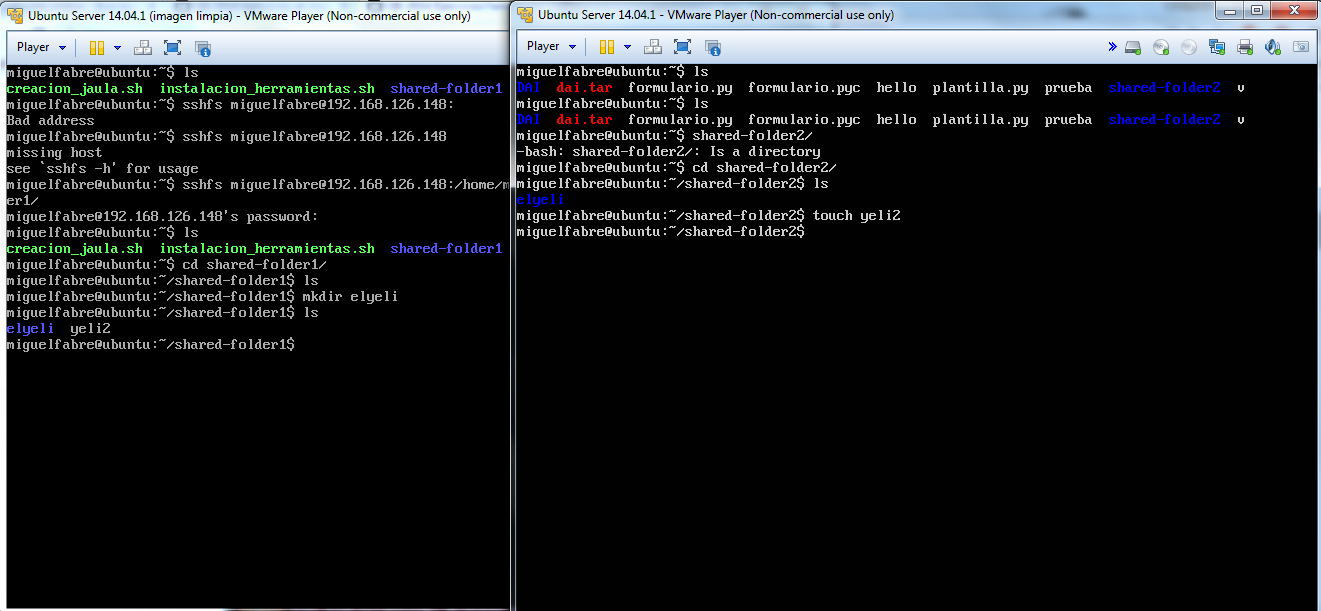 Ubuntu Server 14.04.1 (imagen limpia) - VMware Player (Non-commercial use only)
Player
miguelfabre@ubuntu:~$ ls
creacion_jaula.sh instalacion_herramientas.sh shared-folder1
miguelfabre@ubuntu:~$ sshfs miguelfabre@192.168.126.148:
Bad address
miguelfabre@ubuntu:~$ sshfs miguelfabre@192.168.126.148
missing host
see `sshfs -h' for usage
miguelfabre@ubuntu:~$ sshfs miguelfabre@192.168.126.148:/home/m
er1/
miguelfabre@192.168.126.148's password:
miguelfabre@ubuntu:~$ ls
creacion_jaula.sh instalacion_herramientas.sh shared-folder1
miguelfabre@ubuntu:~$ cd shared-folder1/
miguelfabre@ubuntu:~/shared-folder1$ ls
miguelfabre@ubuntu:~/shared-folder1$ mkdir elyeli
miguelfabre@ubuntu:~/shared-folder1$ ls
elyeli yeli2
miguelfabre@ubuntu:~/shared-folder1$
Ubuntu Server 14.04.1 - VMware Player (Non-commercial use only)
Player
miguelfabre@ubuntu:~$ ls
DAI dai.tar formulario.py formulario.pyc hello plantilla.py prueba shared-folder2 v
miguelfabre@ubuntu:~$ ls
DAI dai.tar formulario.py formulario.pyc hello plantilla.py prueba shared-folder2 v
miguelfabre@ubuntu:~$ shared-folder2/
-bash: shared-folder2/: Is a directory
miguelfabre@ubuntu:~$ cd shared-folder2/
miguelfabre@ubuntu:~/shared-folder2$ ls
elyeli
miguelfabre@ubuntu:~/shared-folder2$ touch yeli2
miguelfabre@ubuntu:~/shared-folder2$